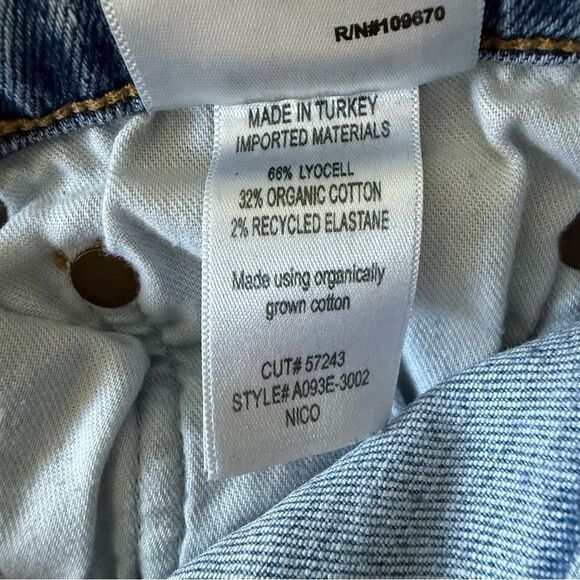 R/N#109670
MADE IN TURKEY
IMPORTED MATERIALS
66% LYOCELL
32% ORGANIC COTTON
2% RECYCLED ELASTANE
Made using organically
grown cotton
CUT# 57243
STYLE# A093E-3002
NICO